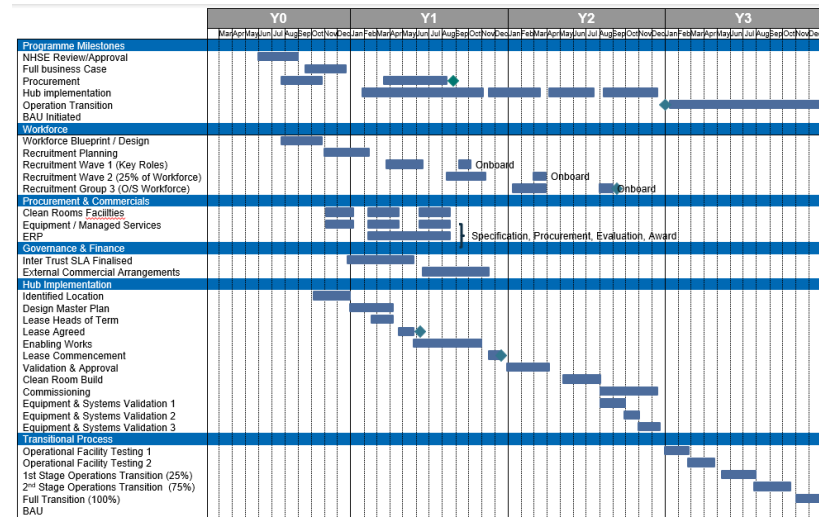 Y0 Y1 Y2 Y3
Mar Apr May Jun Jul Aug Sep Oct Nov Dec Jan Feb Mar Apr May Jun Jul Aug Sep Oct Nov Dec Jan Feb Mar Apr May Jun Jul Aug Sep Oct Nov Dec Jan Feb Mar Apr May Jun Jul Aug Sep Oct Nov De
Programme Milestones
NHSE Review/Approval
Full business Case
Procurement
Hub implementation
Operation Transition
BAU Initiated
Workforce
Workforce Blueprint / Design
Recruitment Planning
Recruitment Wave 1 (Key Roles) Onboard
Recruitment Wave 2 (25% of Workforce) Onboard
Recruitment Group 3 (O/S Workforce) Onboard
Procurement & Commercials
Clean Rooms Faciilties
Equipment / Managed Services
ERP Specification, Procurement, Evaluation, Award
Governance & Finance
Inter Trust SLA Finalised
External Commercial Arrangements
Hub Implementation
Identified Location
Design Master Plan
Lease Heads of Term
Lease Agreed
Enabling Works
Lease Commencement
Validation & Approval
Clean Room Build
Commissioning
Equipment & Systems Validation 1
Equipment & Systems Validation 2
Equipment & Systems Validation 3
Transitional Process
Operational Facility Testing 1
Operational Facility Testing 2
1st Stage Operations Transition (25%)
2nd Stage Operations Transition (75%)
Full Transition (100%)
BAU